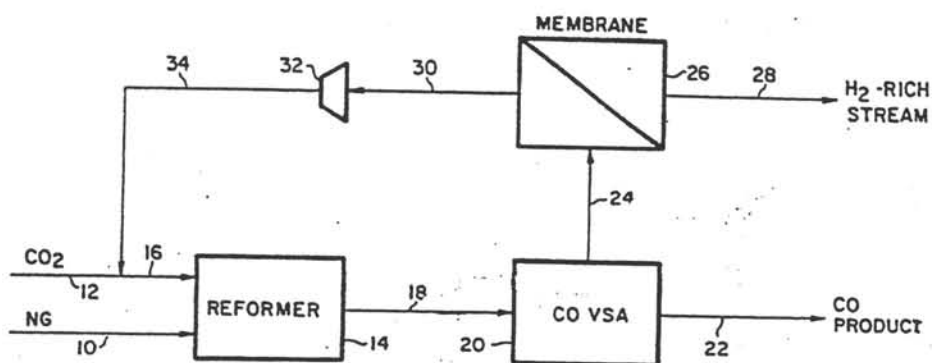 MEMBRANE
34
32
30
26
28
H2-RICH
STREAM
24
CO2
16
12
REFORMER
18
CO VSA
CO
PRODUCT
NG
10
14
20
22